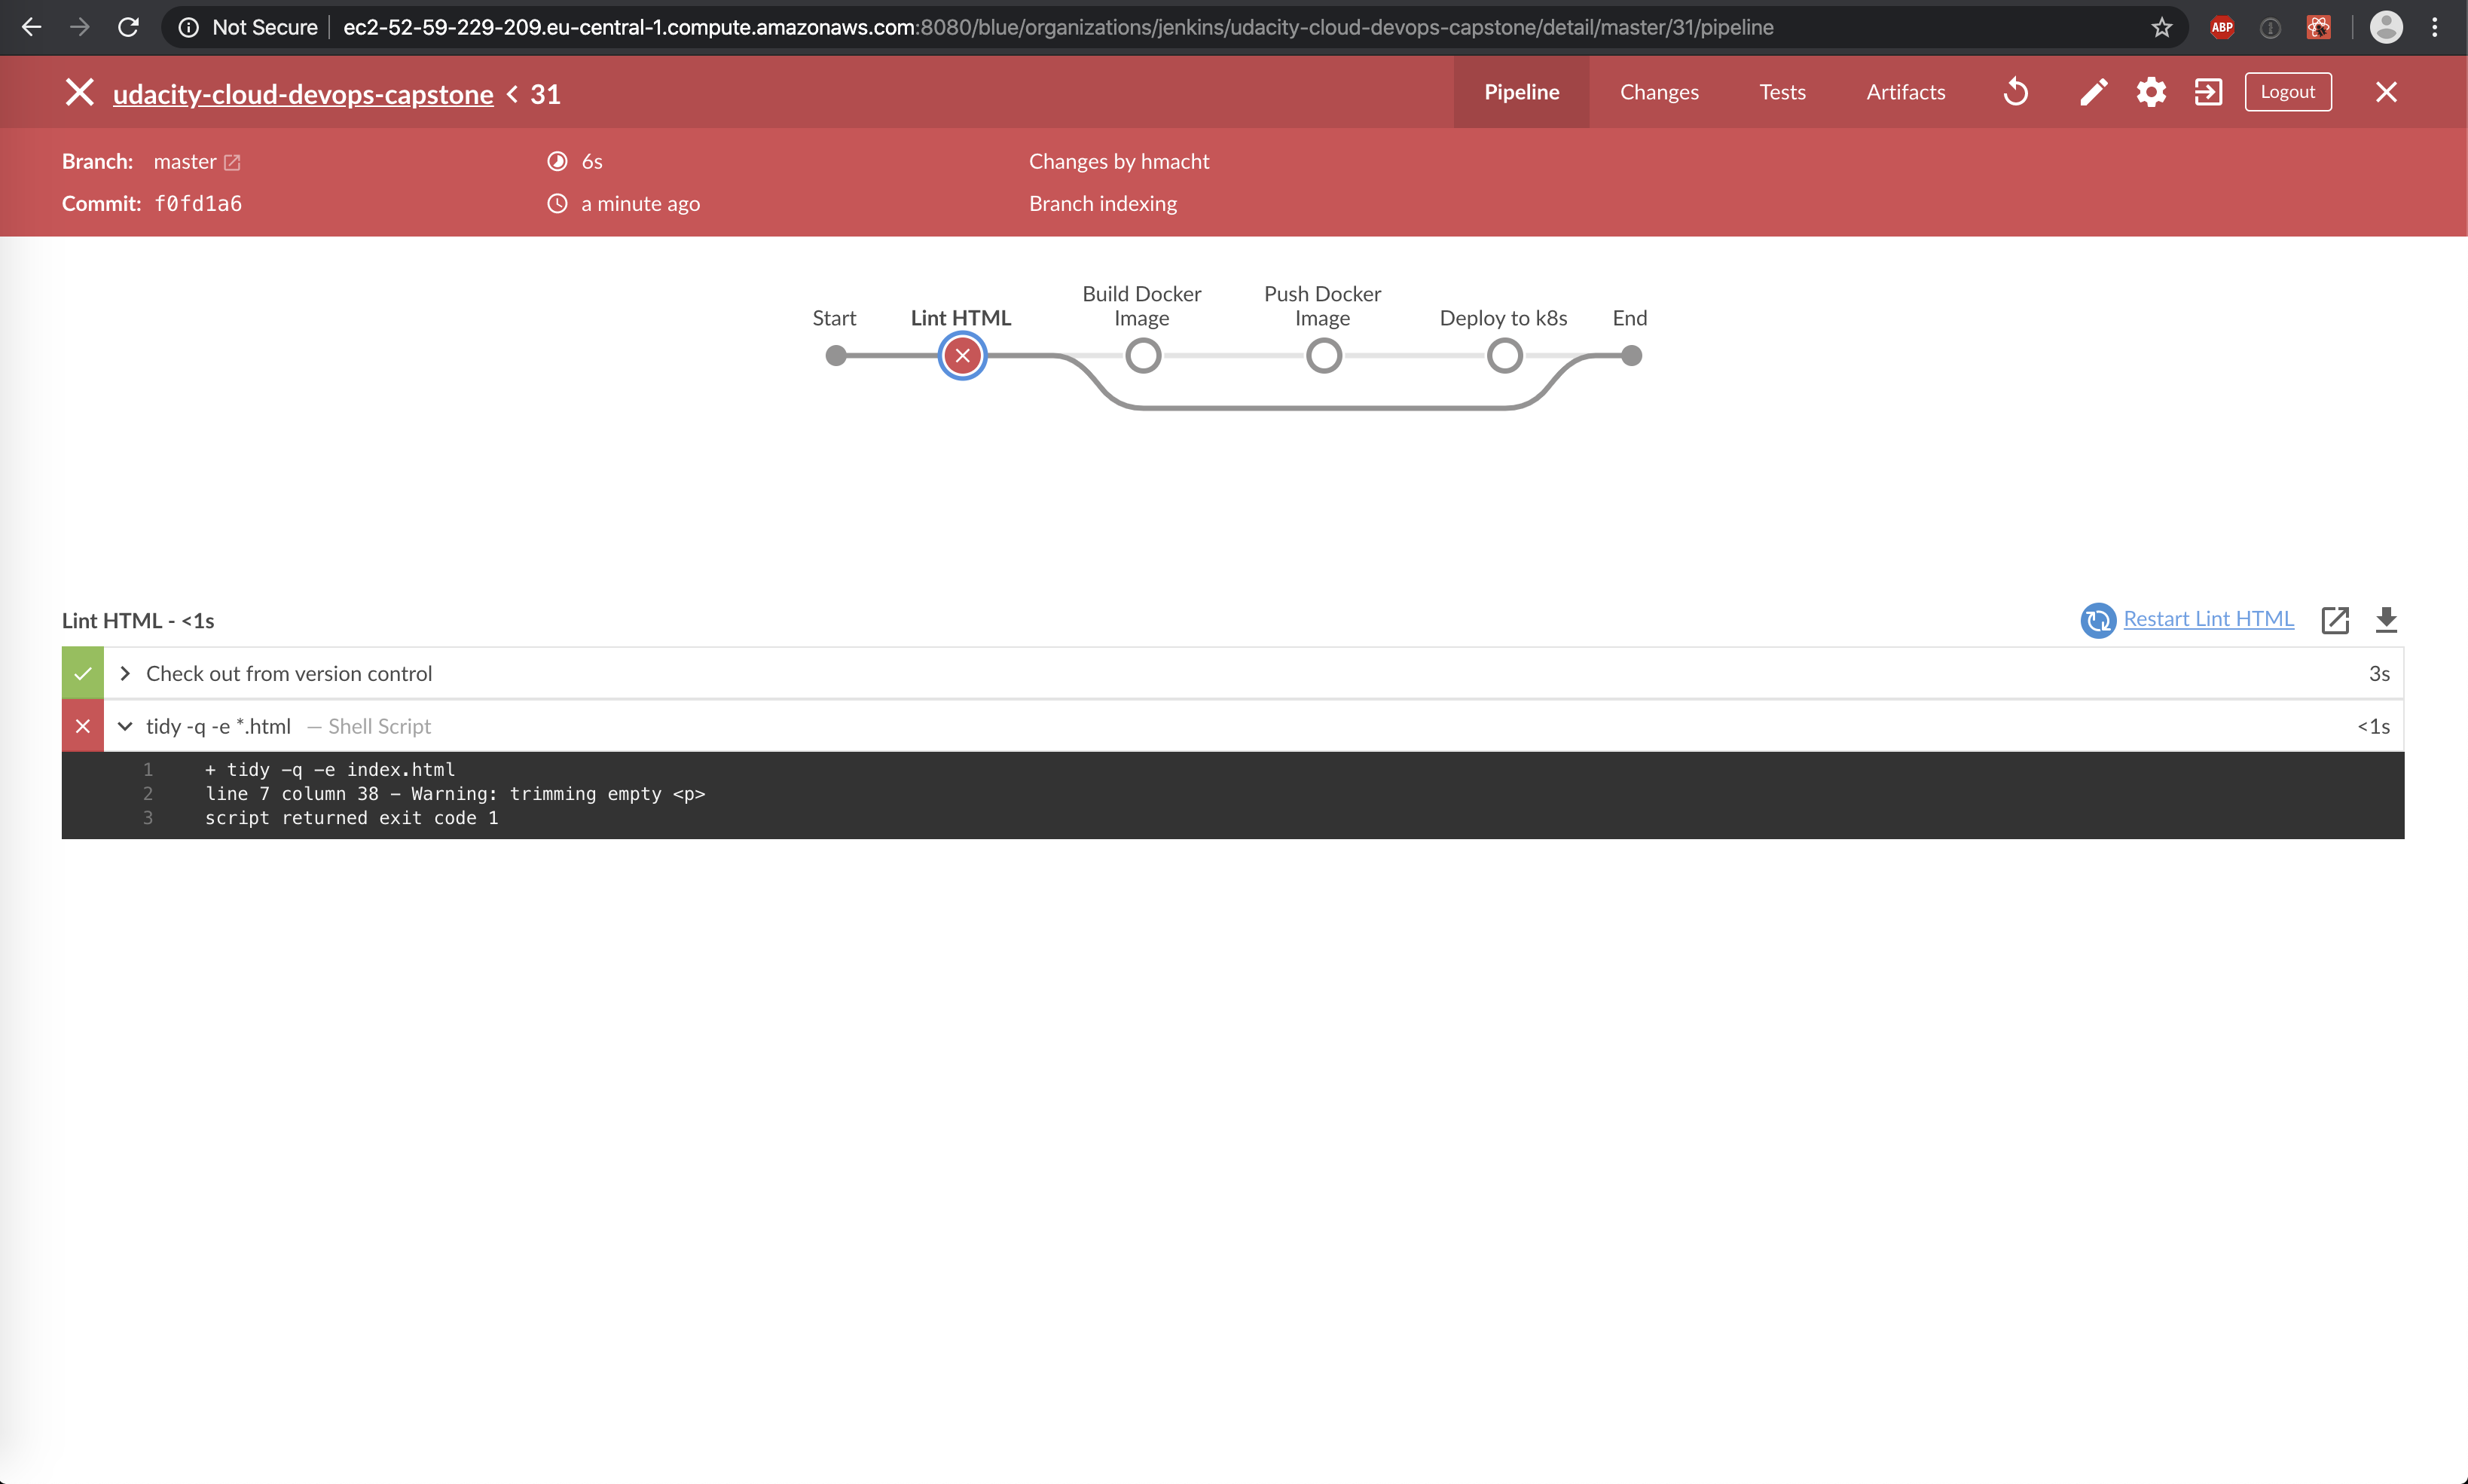 Not Secure ec2-52-59-229-209.eu-central-1.compute.amazonaws.com:8080/blue/organizations/jenkins/udacity-cloud-devops-capstone/detail/master/31/pipeline ABP
udacity-cloud-devops-capstone < 31 Pipeline Changes Tests Artifacts Logout
Branch: master 6s Changes by hmacht
Commit: f0fd1a6 a minute ago Branch indexing
Build Docker Push Docker
Start Lint HTML Image Image Deploy to k8s End
Lint HTML - <1s Restart Lint HTML
Check out from version control 3s
tidy -q -e *.html — Shell Script <1s
1 + tidy -q -e index.html
2 line 7 column 38 - Warning: trimming empty <p>
3 script returned exit code 1